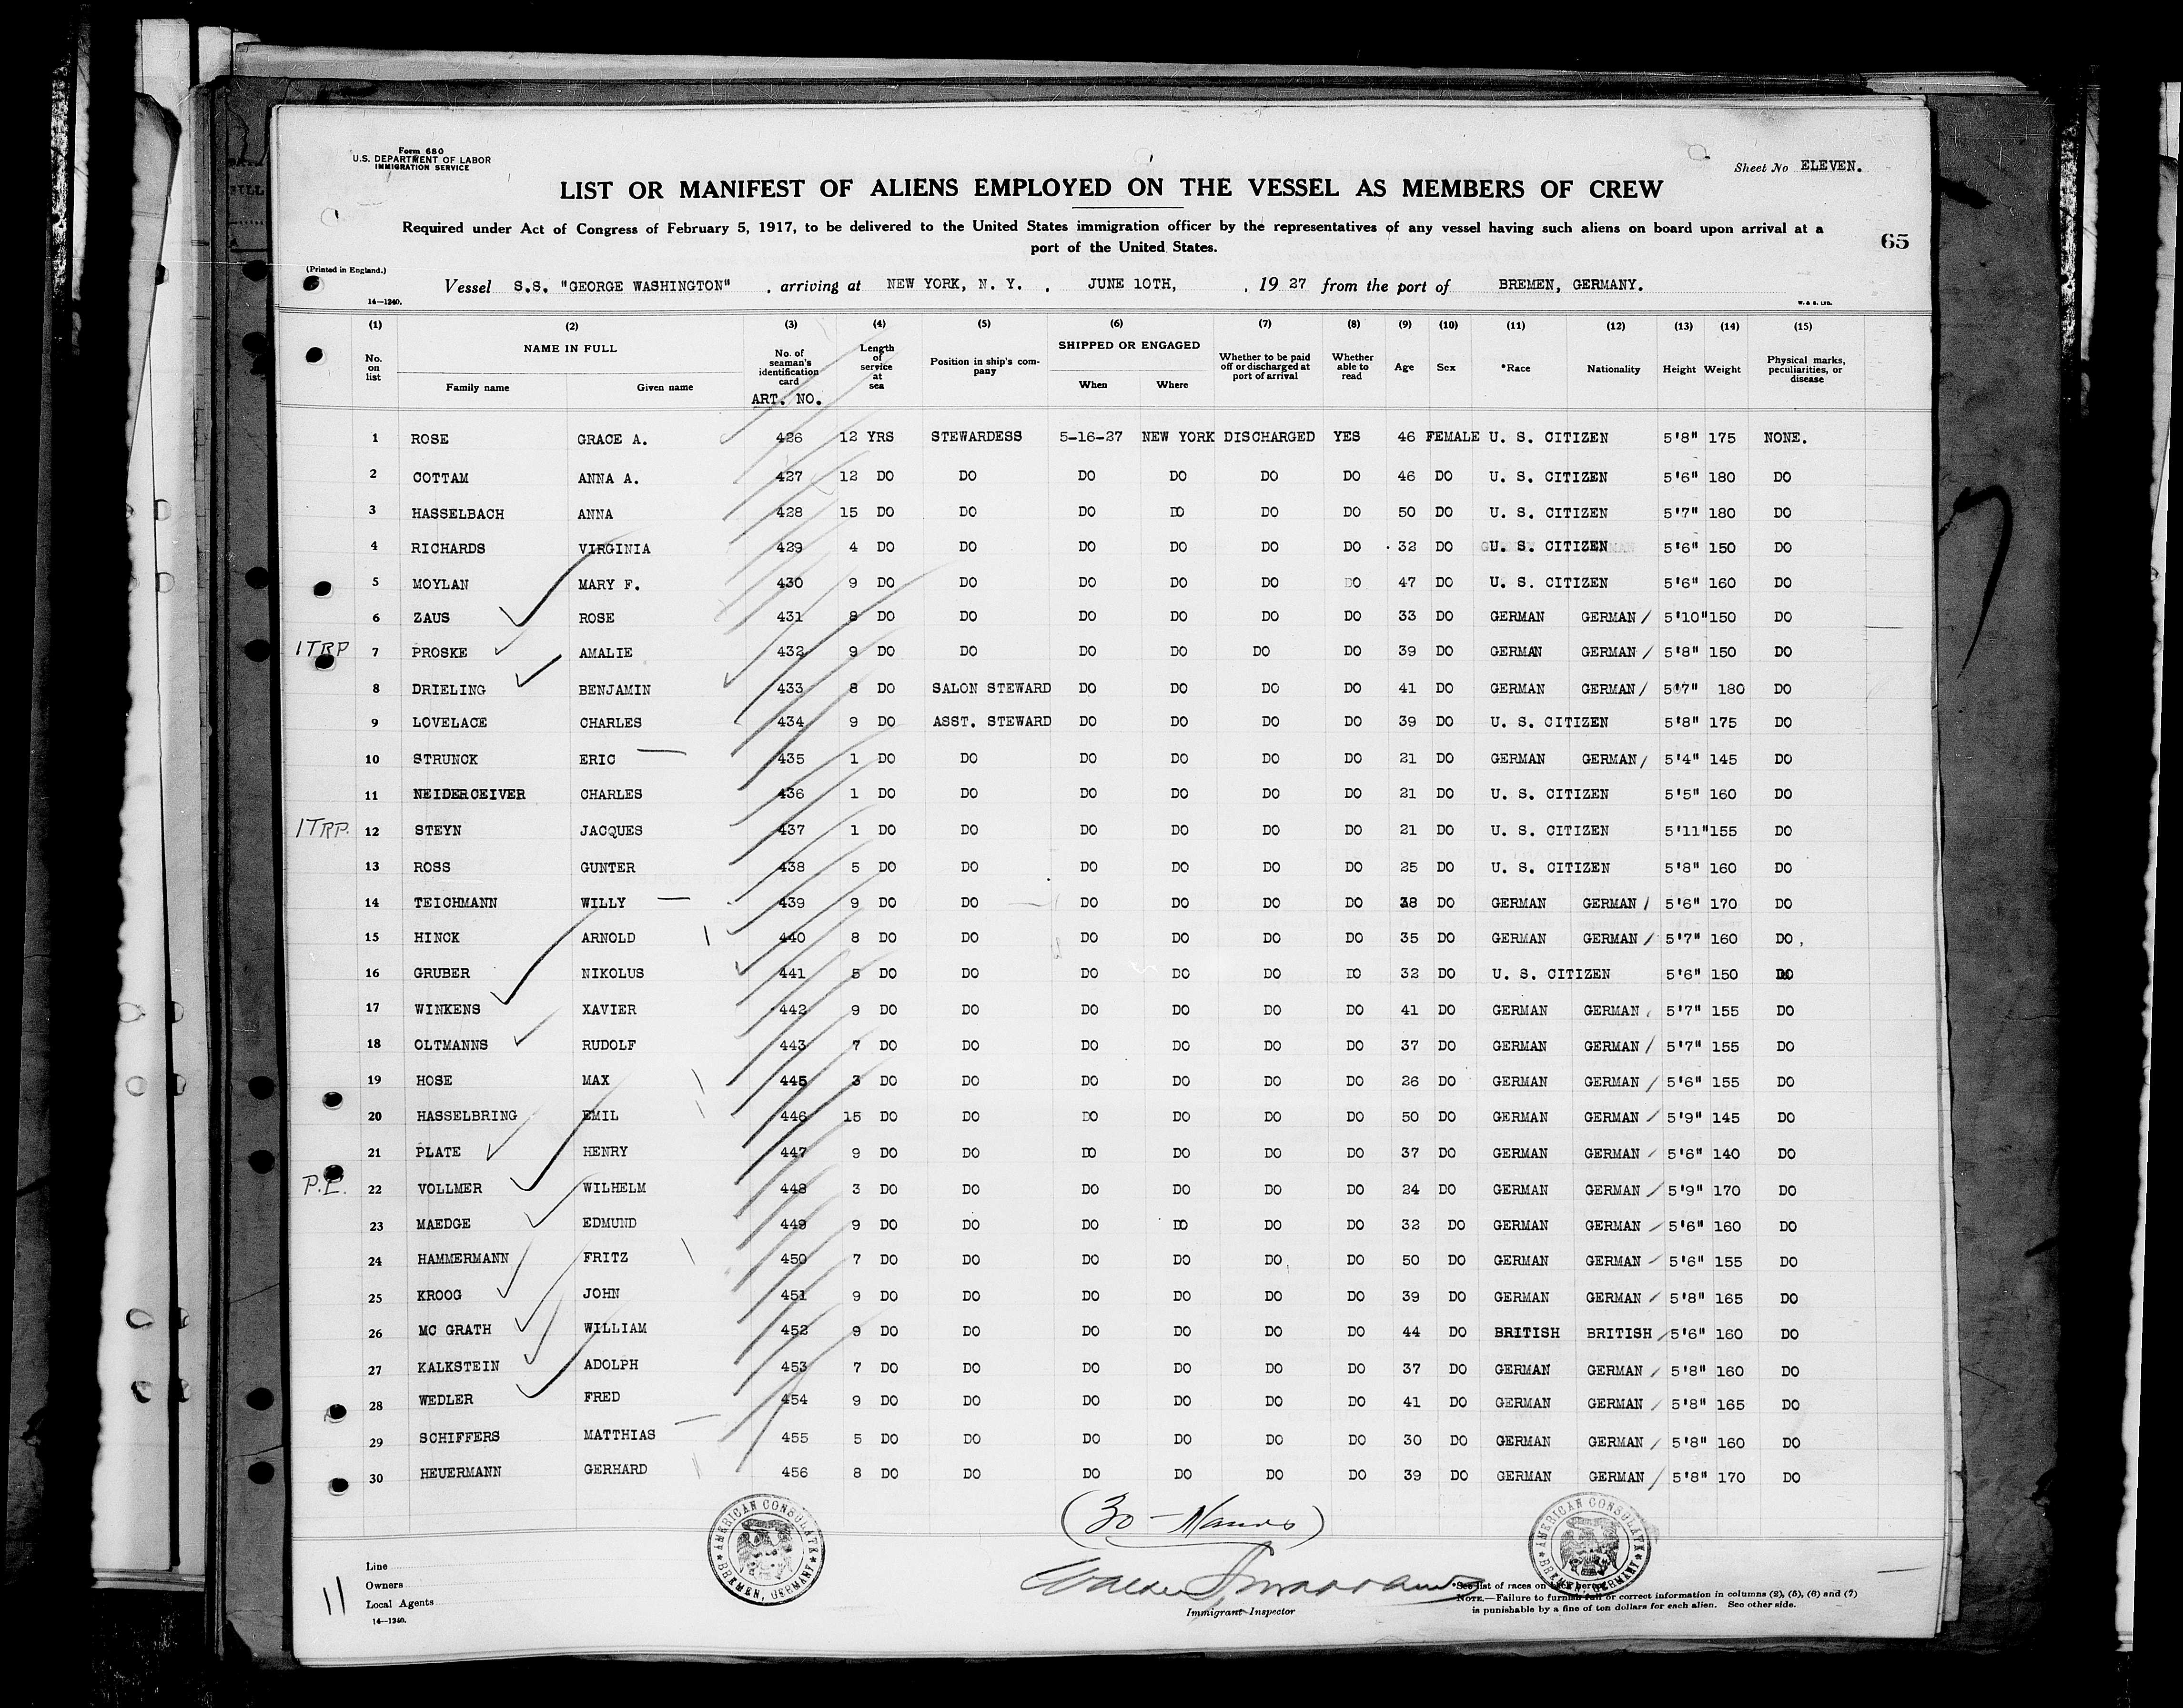 Form 680
U.S. DEPARTMENT OF LABOR
IMMIGRATION SERVICE
Sheet No ELEVEN.
LIST OR MANIFEST OF ALIENS EMPLOYED ON THE VESSEL AS MEMBERS OF CREW
Required under Act of Congress of February 5, 1917, to be delivered to the United States immigration officer by the representatives of any vessel having such aliens on board upon arrival at a
port of the United States.
65
(Printed in England.)
Vessel S.S. "GEORGE WASHINGTON" , arriving at NEW YORK, N. Y. , JUNE 10TH, , 19 27 from the port of BREMEN, GERMANY.
14—1240. W. & S. LTD.
(1) (2) (3) (4) (5) (6) (7) (8) (9) (10) (11) (12) (13) (14) (15)
No. on list NAME IN FULL Family name Given name No. of seaman's identification card ART. NO. Length of service at sea Position in ship's company SHIPPED OR ENGAGED When Where Whether to be paid off or discharged at port of arrival Whether able to read Age Sex *Race Nationality Height Weight Physical marks, peculiarities, or disease
1 ROSE GRACE A. 426 12 YRS STEWARDESS 5-16-27 NEW YORK DISCHARGED YES 46 FEMALE U. S. CITIZEN 5'8" 175 NONE.
2 COTTAM ANNA A. 427 12 DO DO DO DO DO DO 46 DO U. S. CITIZEN 5'6" 180 DO
3 HASSELBACH ANNA 428 15 DO DO DO DO DO DO 50 DO U. S. CITIZEN 5'7" 180 DO
4 RICHARDS VIRGINIA 429 4 DO DO DO DO DO DO 32 DO U. S. CITIZEN 5'6" 150 DO
5 MOYLAN MARY F. 430 9 DO DO DO DO DO DO 47 DO U. S. CITIZEN 5'6" 160 DO
6 ZAUS ROSE 431 8 DO DO DO DO DO DO 33 DO GERMAN GERMAN / 5'10" 150 DO
1 TRP 7 PROSKE AMALIE 432 9 DO DO DO DO DO DO 39 DO GERMAN GERMAN / 5'8" 150 DO
8 DRIELING BENJAMIN 433 8 DO SALON STEWARD DO DO DO DO 41 DO GERMAN GERMAN / 5'7" 180 DO
9 LOVELACE CHARLES 434 9 DO ASST. STEWARD DO DO DO DO 39 DO U. S. CITIZEN 5'8" 175 DO
10 STRUNCK ERIC 435 1 DO DO DO DO DO DO 21 DO GERMAN GERMAN / 5'4" 145 DO
11 NEIDERCEIVER CHARLES 436 1 DO DO DO DO DO DO 21 DO U. S. CITIZEN 5'5" 160 DO
1 TRP. 12 STEYN JACQUES 437 1 DO DO DO DO DO DO 21 DO U. S. CITIZEN 5'11" 155 DO
13 ROSS GUNTER 438 5 DO DO DO DO DO DO 25 DO U. S. CITIZEN 5'8" 160 DO
14 TEICHMANN WILLY 439 9 DO DO DO DO DO DO 38 DO GERMAN GERMAN / 5'6" 170 DO
15 HINCK ARNOLD 440 8 DO DO DO DO DO DO 35 DO GERMAN GERMAN / 5'7" 160 DO
16 GRUBER NIKOLUS 441 5 DO DO DO DO DO DO 32 DO U. S. CITIZEN 5'6" 150 DO
17 WINKENS XAVIER 442 9 DO DO DO DO DO DO 41 DO GERMAN GERMAN / 5'7" 155 DO
18 OLTMANNS RUDOLF 443 7 DO DO DO DO DO DO 37 DO GERMAN GERMAN / 5'7" 155 DO
19 HOSE MAX 445 3 DO DO DO DO DO DO 26 DO GERMAN GERMAN / 5'6" 155 DO
20 HASSELBRING EMIL 446 15 DO DO DO DO DO DO 50 DO GERMAN GERMAN / 5'9" 145 DO
21 PLATE HENRY 447 9 DO DO DO DO DO DO 37 DO GERMAN GERMAN / 5'6" 140 DO
P.L. 22 VOLLMER WILHELM 448 3 DO DO DO DO DO DO 24 DO GERMAN GERMAN / 5'9" 170 DO
23 MAEDGE EDMUND 449 9 DO DO DO DO DO DO 32 DO GERMAN GERMAN / 5'6" 160 DO
24 HAMMERMANN FRITZ 450 7 DO DO DO DO DO DO 50 DO GERMAN GERMAN / 5'6" 155 DO
25 KROOG JOHN 451 9 DO DO DO DO DO DO 39 DO GERMAN GERMAN / 5'8" 165 DO
26 MC GRATH WILLIAM 452 9 DO DO DO DO DO DO 44 DO BRITISH BRITISH / 5'6" 160 DO
27 KALKSTEIN ADOLPH 453 7 DO DO DO DO DO DO 37 DO GERMAN GERMAN / 5'8" 160 DO
28 WEDLER FRED 454 9 DO DO DO DO DO DO 41 DO GERMAN GERMAN / 5'8" 165 DO
29 SCHIFFERS MATTHIAS 455 5 DO DO DO DO DO DO 30 DO GERMAN GERMAN / 5'8" 160 DO
30 HEUERMANN GERHARD 456 8 DO DO DO DO DO DO 39 DO GERMAN GERMAN / 5'8" 170 DO
(30 — Names)
AMERICAN CONSULATE BREMEN, GERMANY
AMERICAN CONSULATE BREMEN, GERMANY
Line
Owners
Local Agents
14—1240.
11
Immigrant Inspector
*See list of races on back hereof.
NOTE.—Failure to furnish full or correct information in columns (2), (5), (6) and (7)
is punishable by a fine of ten dollars for each alien. See other side.